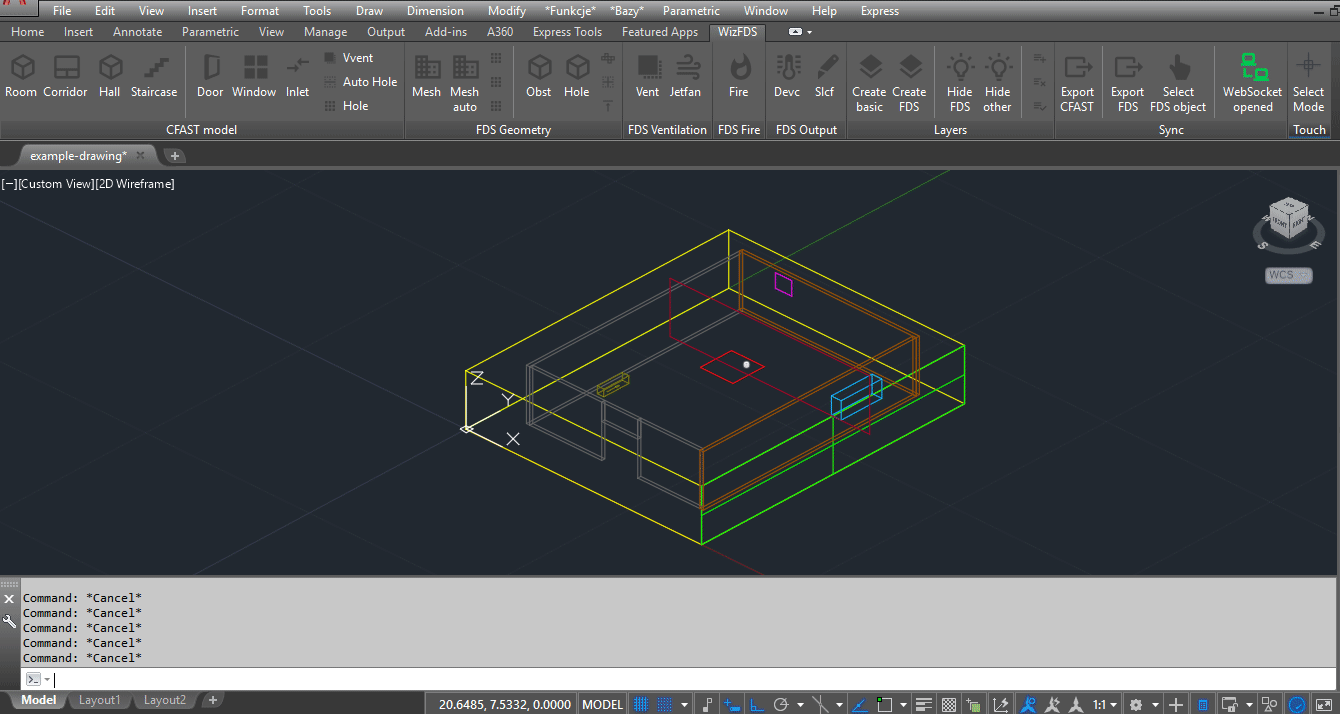 File Edit View Insert Format Tools Draw Dimension Modify *Funkcje* *Bazy* Parametric Window Help Express
Home Insert Annotate Parametric View Manage Output Add-ins A360 Express Tools Featured Apps WizFDS
Room Corridor Hall Staircase Door Window Inlet Vvent Auto Hole Hole
CFAST model
Mesh Mesh auto Obst Hole
FDS Geometry
Vent Jetfan
FDS Ventilation
Fire
FDS Fire
Devc Slcf
FDS Output
Create basic Create FDS Hide FDS Hide other
Layers
Export CFAST Export FDS Select FDS object WebSocket opened
Sync
Select Mode
Touch
example-drawing*
[−][Custom View][2D Wireframe]
FRONT RIGHT
S E
WCS
Z
Y
X
Command: *Cancel*
Command: *Cancel*
Command: *Cancel*
Command: *Cancel*
Command: *Cancel*
Model Layout1 Layout2 +
20.6485, 7.5332, 0.0000 MODEL 1:1